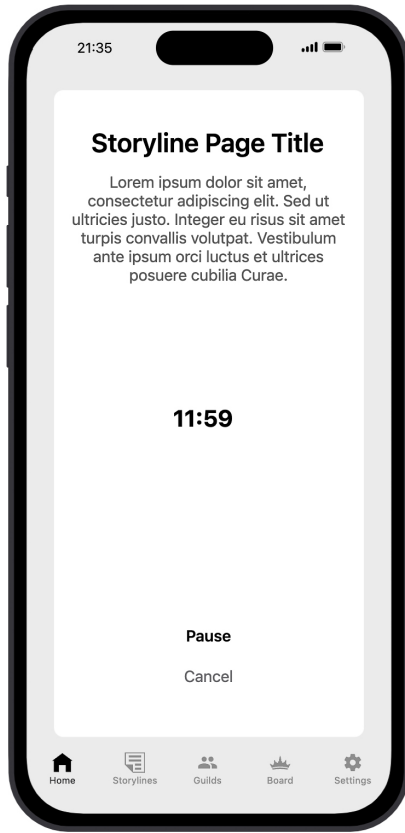 21:35
Storyline Page Title
Lorem ipsum dolor sit amet,
consectetur adipiscing elit. Sed ut
ultricies justo. Integer eu risus sit amet
turpis convallis volutpat. Vestibulum
ante ipsum orci luctus et ultrices
posuere cubilia Curae.
11:59
Pause
Cancel
Home Storylines Guilds Board Settings